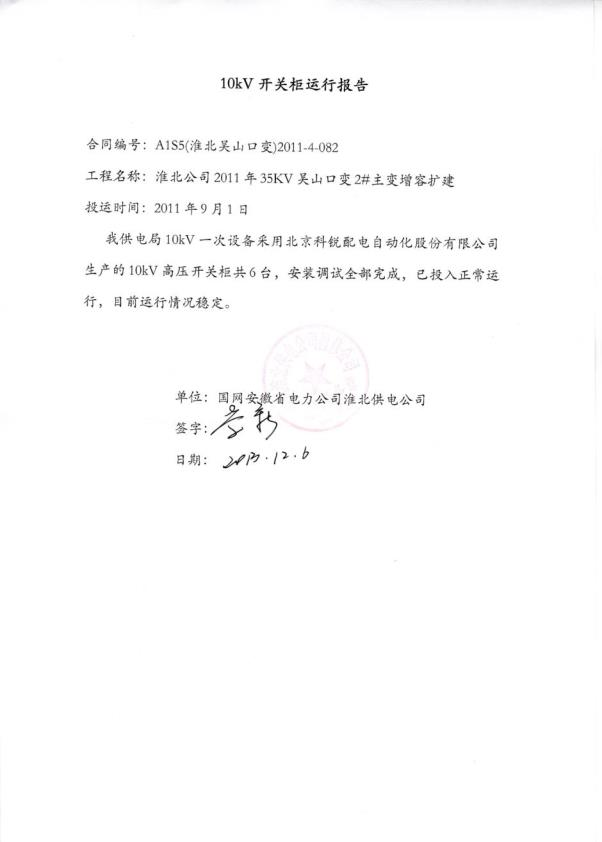 10kV 开关柜运行报告
合同编号：A1S5(淮北吴山口变)2011-4-082
工程名称：淮北公司 2011 年 35KV 吴山口变 2#主变增容扩建
投运时间：2011 年 9 月 1 日
我供电局 10kV 一次设备采用北京科锐配电自动化股份有限公司
生产的 10kV 高压开关柜共 6 台，安装调试全部完成，已投入正常运
行，目前运行情况稳定。
单位：国网安徽省电力公司淮北供电公司
签字：
日期：2013.12.6